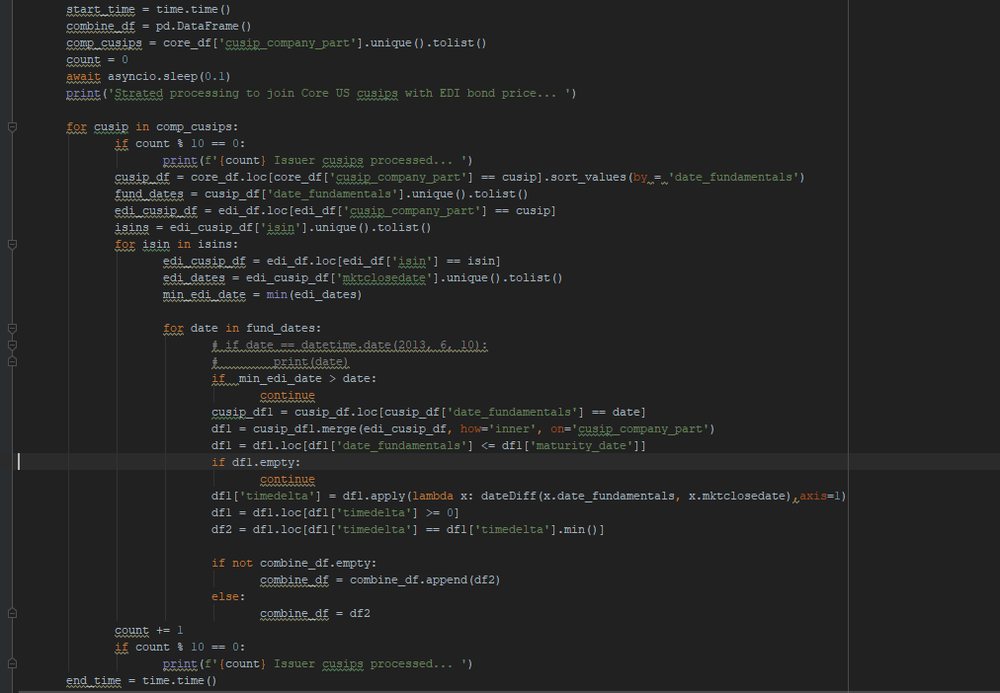 start_time = time.time()
combine_df = pd.DataFrame()
comp_cusips = core_df['cusip_company_part'].unique().tolist()
count = 0
await asyncio.sleep(0.1)
print('Strated processing to join Core US cusips with EDI bond price... ')
for cusip in comp_cusips:
if count % 10 == 0:
print(f'{count} Issuer cusips processed... ')
cusip_df = core_df.loc[core_df['cusip_company_part'] == cusip].sort_values(by = 'date_fundamentals')
fund_dates = cusip_df['date_fundamentals'].unique().tolist()
edi_cusip_df = edi_df.loc[edi_df['cusip_company_part'] == cusip]
isins = edi_cusip_df['isin'].unique().tolist()
for isin in isins:
edi_cusip_df = edi_df.loc[edi_df['isin'] == isin]
edi_dates = edi_cusip_df['mktclosedate'].unique().tolist()
min_edi_date = min(edi_dates)
for date in fund_dates:
# if date == datetime.date(2013, 6, 10):
#        print(date)
if  min_edi_date > date:
continue
cusip_df1 = cusip_df.loc[cusip_df['date_fundamentals'] == date]
df1 = cusip_df1.merge(edi_cusip_df, how='inner', on='cusip_company_part')
df1 = df1.loc[df1['date_fundamentals'] <= df1['maturity_date']]
if df1.empty:
continue
df1['timedelta'] = df1.apply(lambda x: dateDiff(x.date_fundamentals, x.mktclosedate),axis=1)
df1 = df1.loc[df1['timedelta'] >= 0]
df2 = df1.loc[df1['timedelta'] == df1['timedelta'].min()]
if not combine_df.empty:
combine_df = combine_df.append(df2)
else:
combine_df = df2
count += 1
if count % 10 == 0:
print(f'{count} Issuer cusips processed... ')
end_time = time.time()